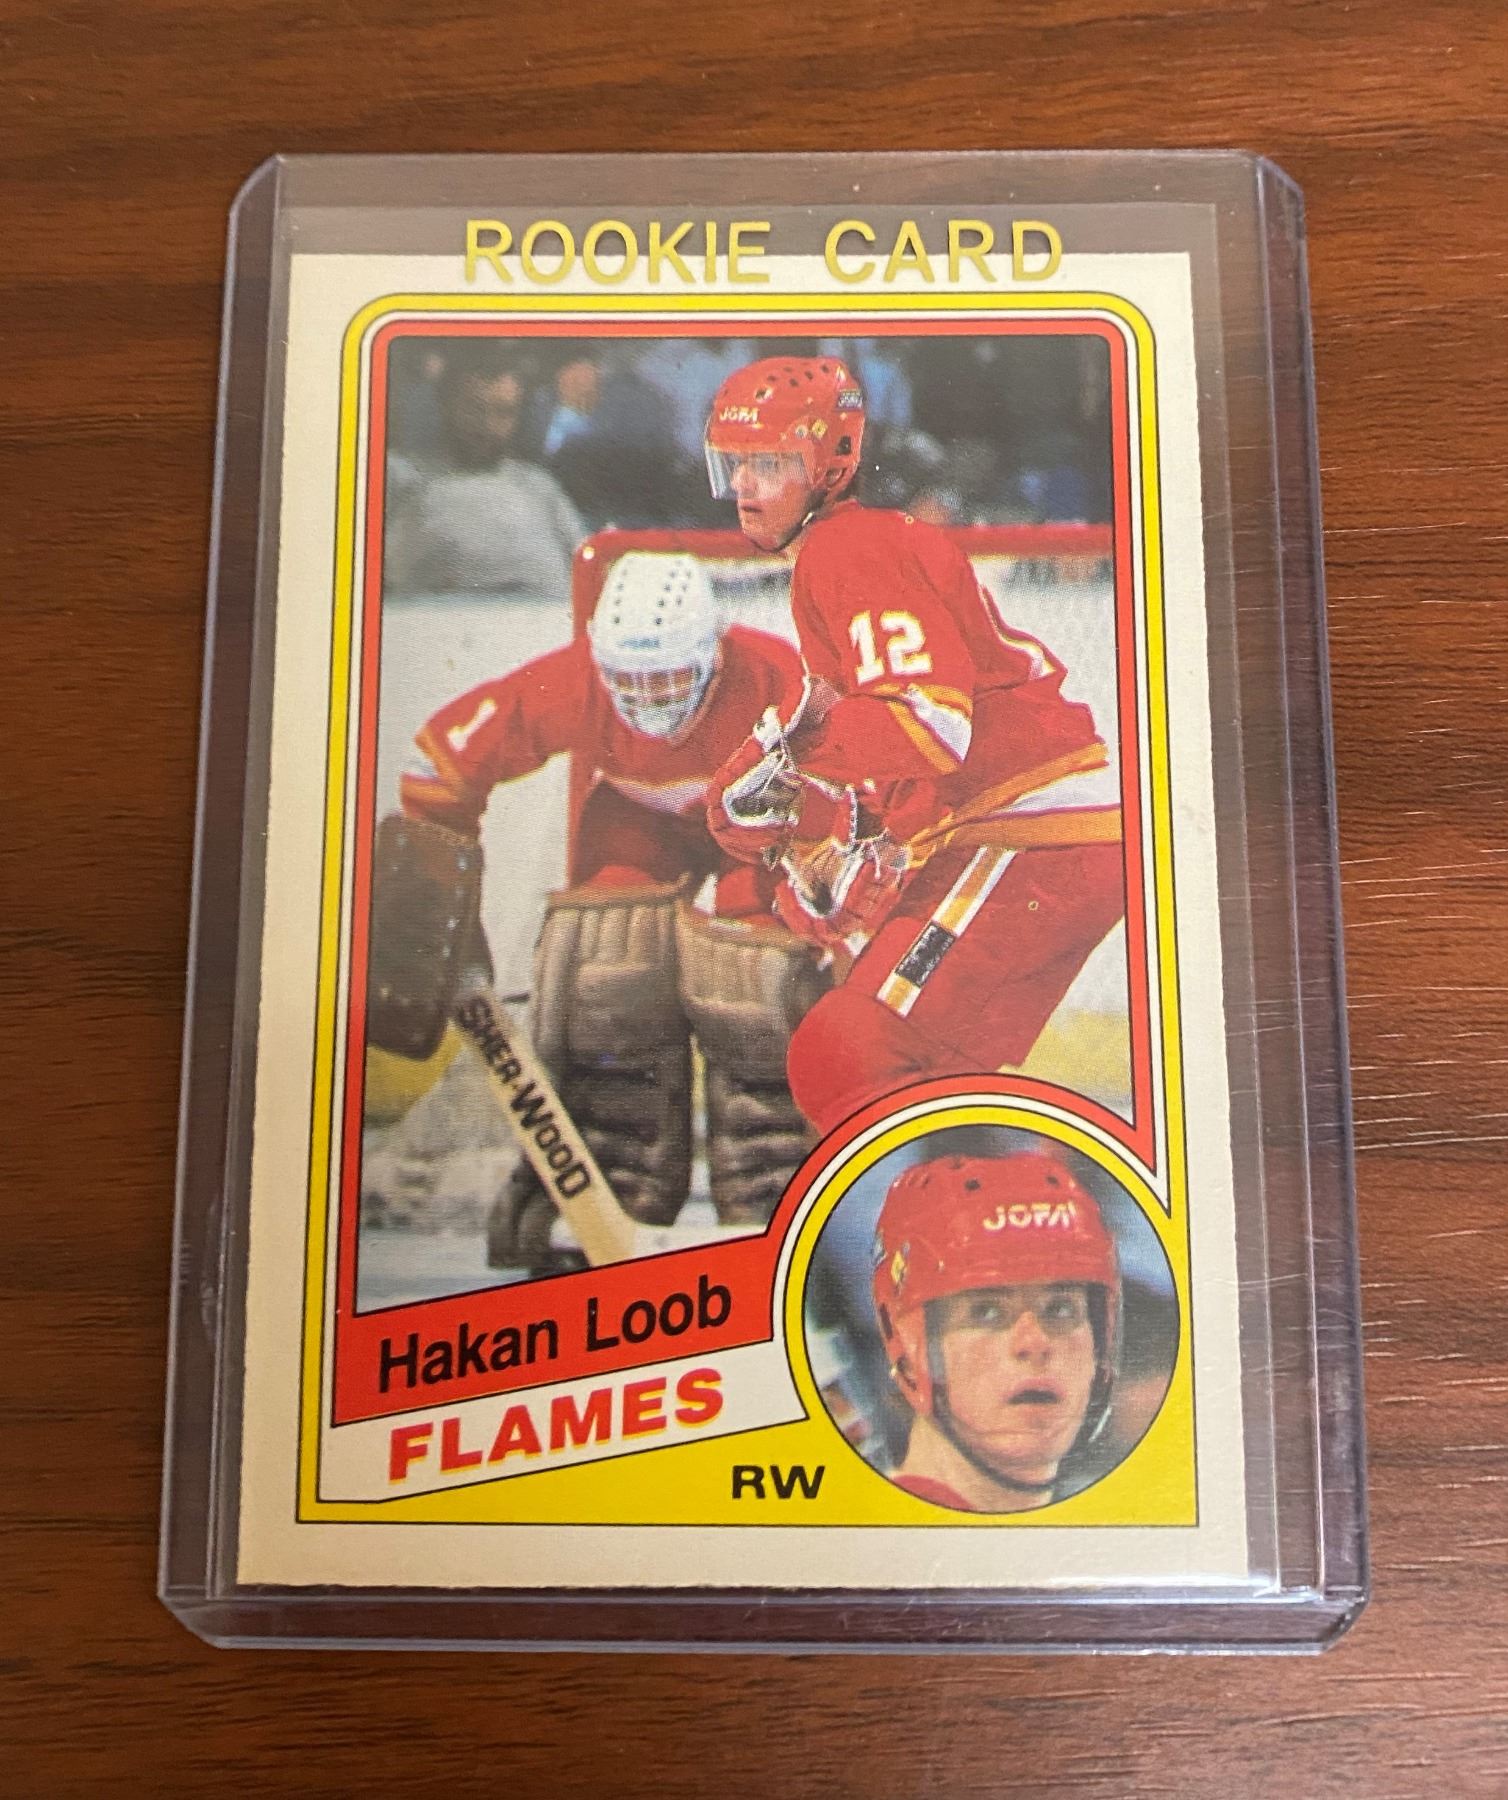 ROOKIE CARD
JOFA
12
1
SHER-WOOD
JOFA
Hakan Loob
FLAMES
RW